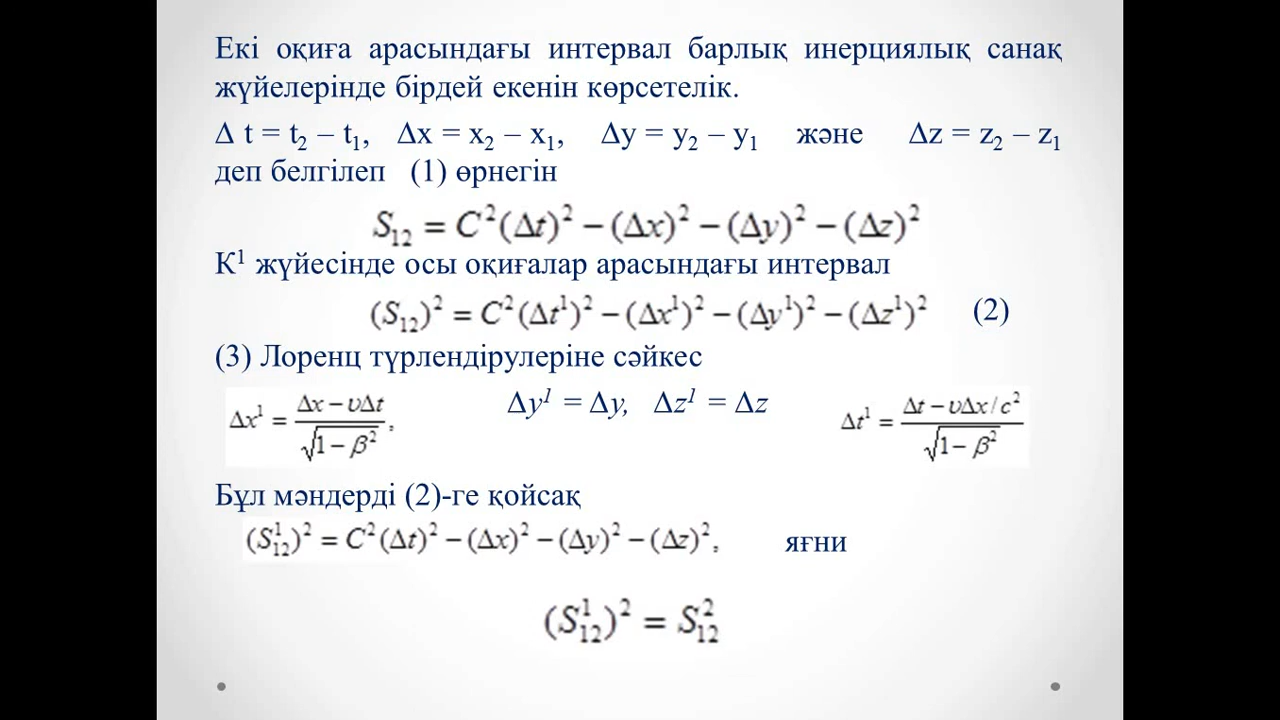 Екі оқиға арасындағы интервал барлық инерциялық санақ
жүйелерінде бірдей екенін көрсетелік.
Δ t = t₂ – t₁, Δx = x₂ – x₁, Δy = y₂ – y₁ және Δz = z₂ – z₁
деп белгілеп (1) өрнегін
S₁₂ = C²(Δt)² − (Δx)² − (Δy)² − (Δz)²
К¹ жүйесінде осы оқиғалар арасындағы интервал
(S₁₂)² = C²(Δt¹)² − (Δx¹)² − (Δy¹)² − (Δz¹)² (2)
(3) Лоренц түрлендірулеріне сәйкес
Δx¹ = (Δx − υΔt)/√(1 − β²), Δy¹ = Δy, Δz¹ = Δz Δt¹ = (Δt − υΔx/c²)/√(1 − β²)
Бұл мәндерді (2)-ге қойсақ
(S¹₁₂)² = C²(Δt)² − (Δx)² − (Δy)² − (Δz)², яғни
(S¹₁₂)² = S²₁₂